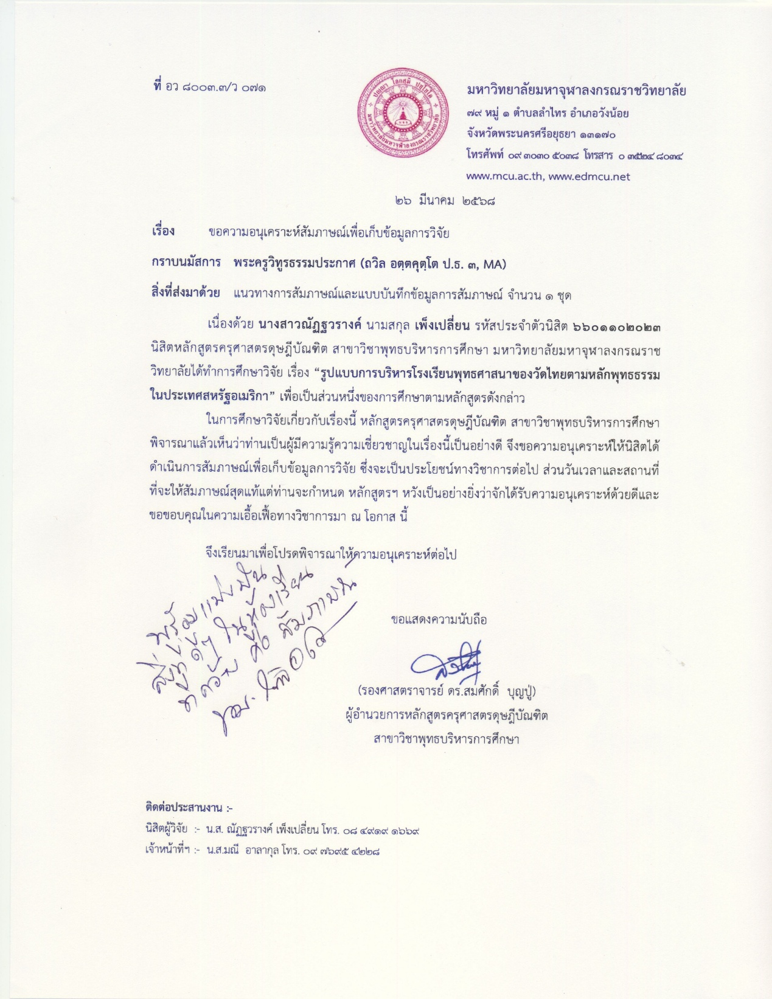 ที่ อว ๘๐๐๓.๓/ว ๐๗๑
ปญฺญา โลกสฺมิ ปชฺโชโต
มหาวิทยาลัยมหาจุฬาลงกรณราชวิทยาลัย
มหาวิทยาลัยมหาจุฬาลงกรณราชวิทยาลัย
๗๙ หมู่ ๑ ตำบลลำไทร อำเภอวังน้อย
จังหวัดพระนครศรีอยุธยา ๑๓๑๗๐
โทรศัพท์ ๐๙ ๓๐๓๐ ๕๐๓๘ โทรสาร ๐ ๓๕๒๔ ๘๐๓๔
www.mcu.ac.th, www.edmcu.net
๒๖ มีนาคม ๒๕๖๘
เรื่อง ขอความอนุเคราะห์สัมภาษณ์เพื่อเก็บข้อมูลการวิจัย
กราบนมัสการ พระครูวิทูรธรรมประกาศ (ถวิล อตฺตคุตฺโต ป.ธ. ๓, MA)
สิ่งที่ส่งมาด้วย แนวทางการสัมภาษณ์และแบบบันทึกข้อมูลการสัมภาษณ์ จำนวน ๑ ชุด
เนื่องด้วย นางสาวณัฏฐวรางค์ นามสกุล เพ็งเปลี่ยน รหัสประจำตัวนิสิต ๖๖๐๑๑๐๒๐๒๓
นิสิตหลักสูตรครุศาสตรดุษฎีบัณฑิต สาขาวิชาพุทธบริหารการศึกษา มหาวิทยาลัยมหาจุฬาลงกรณราช
วิทยาลัยได้ทำการศึกษาวิจัย เรื่อง “รูปแบบการบริหารโรงเรียนพุทธศาสนาของวัดไทยตามหลักพุทธธรรม
ในประเทศสหรัฐอเมริกา” เพื่อเป็นส่วนหนึ่งของการศึกษาตามหลักสูตรดังกล่าว
ในการศึกษาวิจัยเกี่ยวกับเรื่องนี้ หลักสูตรครุศาสตรดุษฎีบัณฑิต สาขาวิชาพุทธบริหารการศึกษา
พิจารณาแล้วเห็นว่าท่านเป็นผู้มีความรู้ความเชี่ยวชาญในเรื่องนี้เป็นอย่างดี จึงขอความอนุเคราะห์ให้นิสิตได้
ดำเนินการสัมภาษณ์เพื่อเก็บข้อมูลการวิจัย ซึ่งจะเป็นประโยชน์ทางวิชาการต่อไป ส่วนวันเวลาและสถานที่
ที่จะให้สัมภาษณ์สุดแท้แต่ท่านจะกำหนด หลักสูตรฯ หวังเป็นอย่างยิ่งว่าจักได้รับความอนุเคราะห์ด้วยดีและ
ขอขอบคุณในความเอื้อเฟื้อทางวิชาการมา ณ โอกาส นี้
จึงเรียนมาเพื่อโปรดพิจารณาให้ความอนุเคราะห์ต่อไป
พร้อมแบ่งปัน
สิ่งที่ดีๆ ในห้องเรียน
สัมภาษณ์
ขอแสดงความนับถือ
(รองศาสตราจารย์ ดร.สมศักดิ์ บุญปู่)
ผู้อำนวยการหลักสูตรครุศาสตรดุษฎีบัณฑิต
สาขาวิชาพุทธบริหารการศึกษา
ติดต่อประสานงาน :-
นิสิตผู้วิจัย :- น.ส. ณัฏฐวรางค์ เพ็งเปลี่ยน โทร. ๐๘ ๔๙๑๙ ๑๖๖๙
เจ้าหน้าที่ฯ :- น.ส.มณี อาลากุล โทร. ๐๙ ๗๖๙๕ ๔๒๒๘